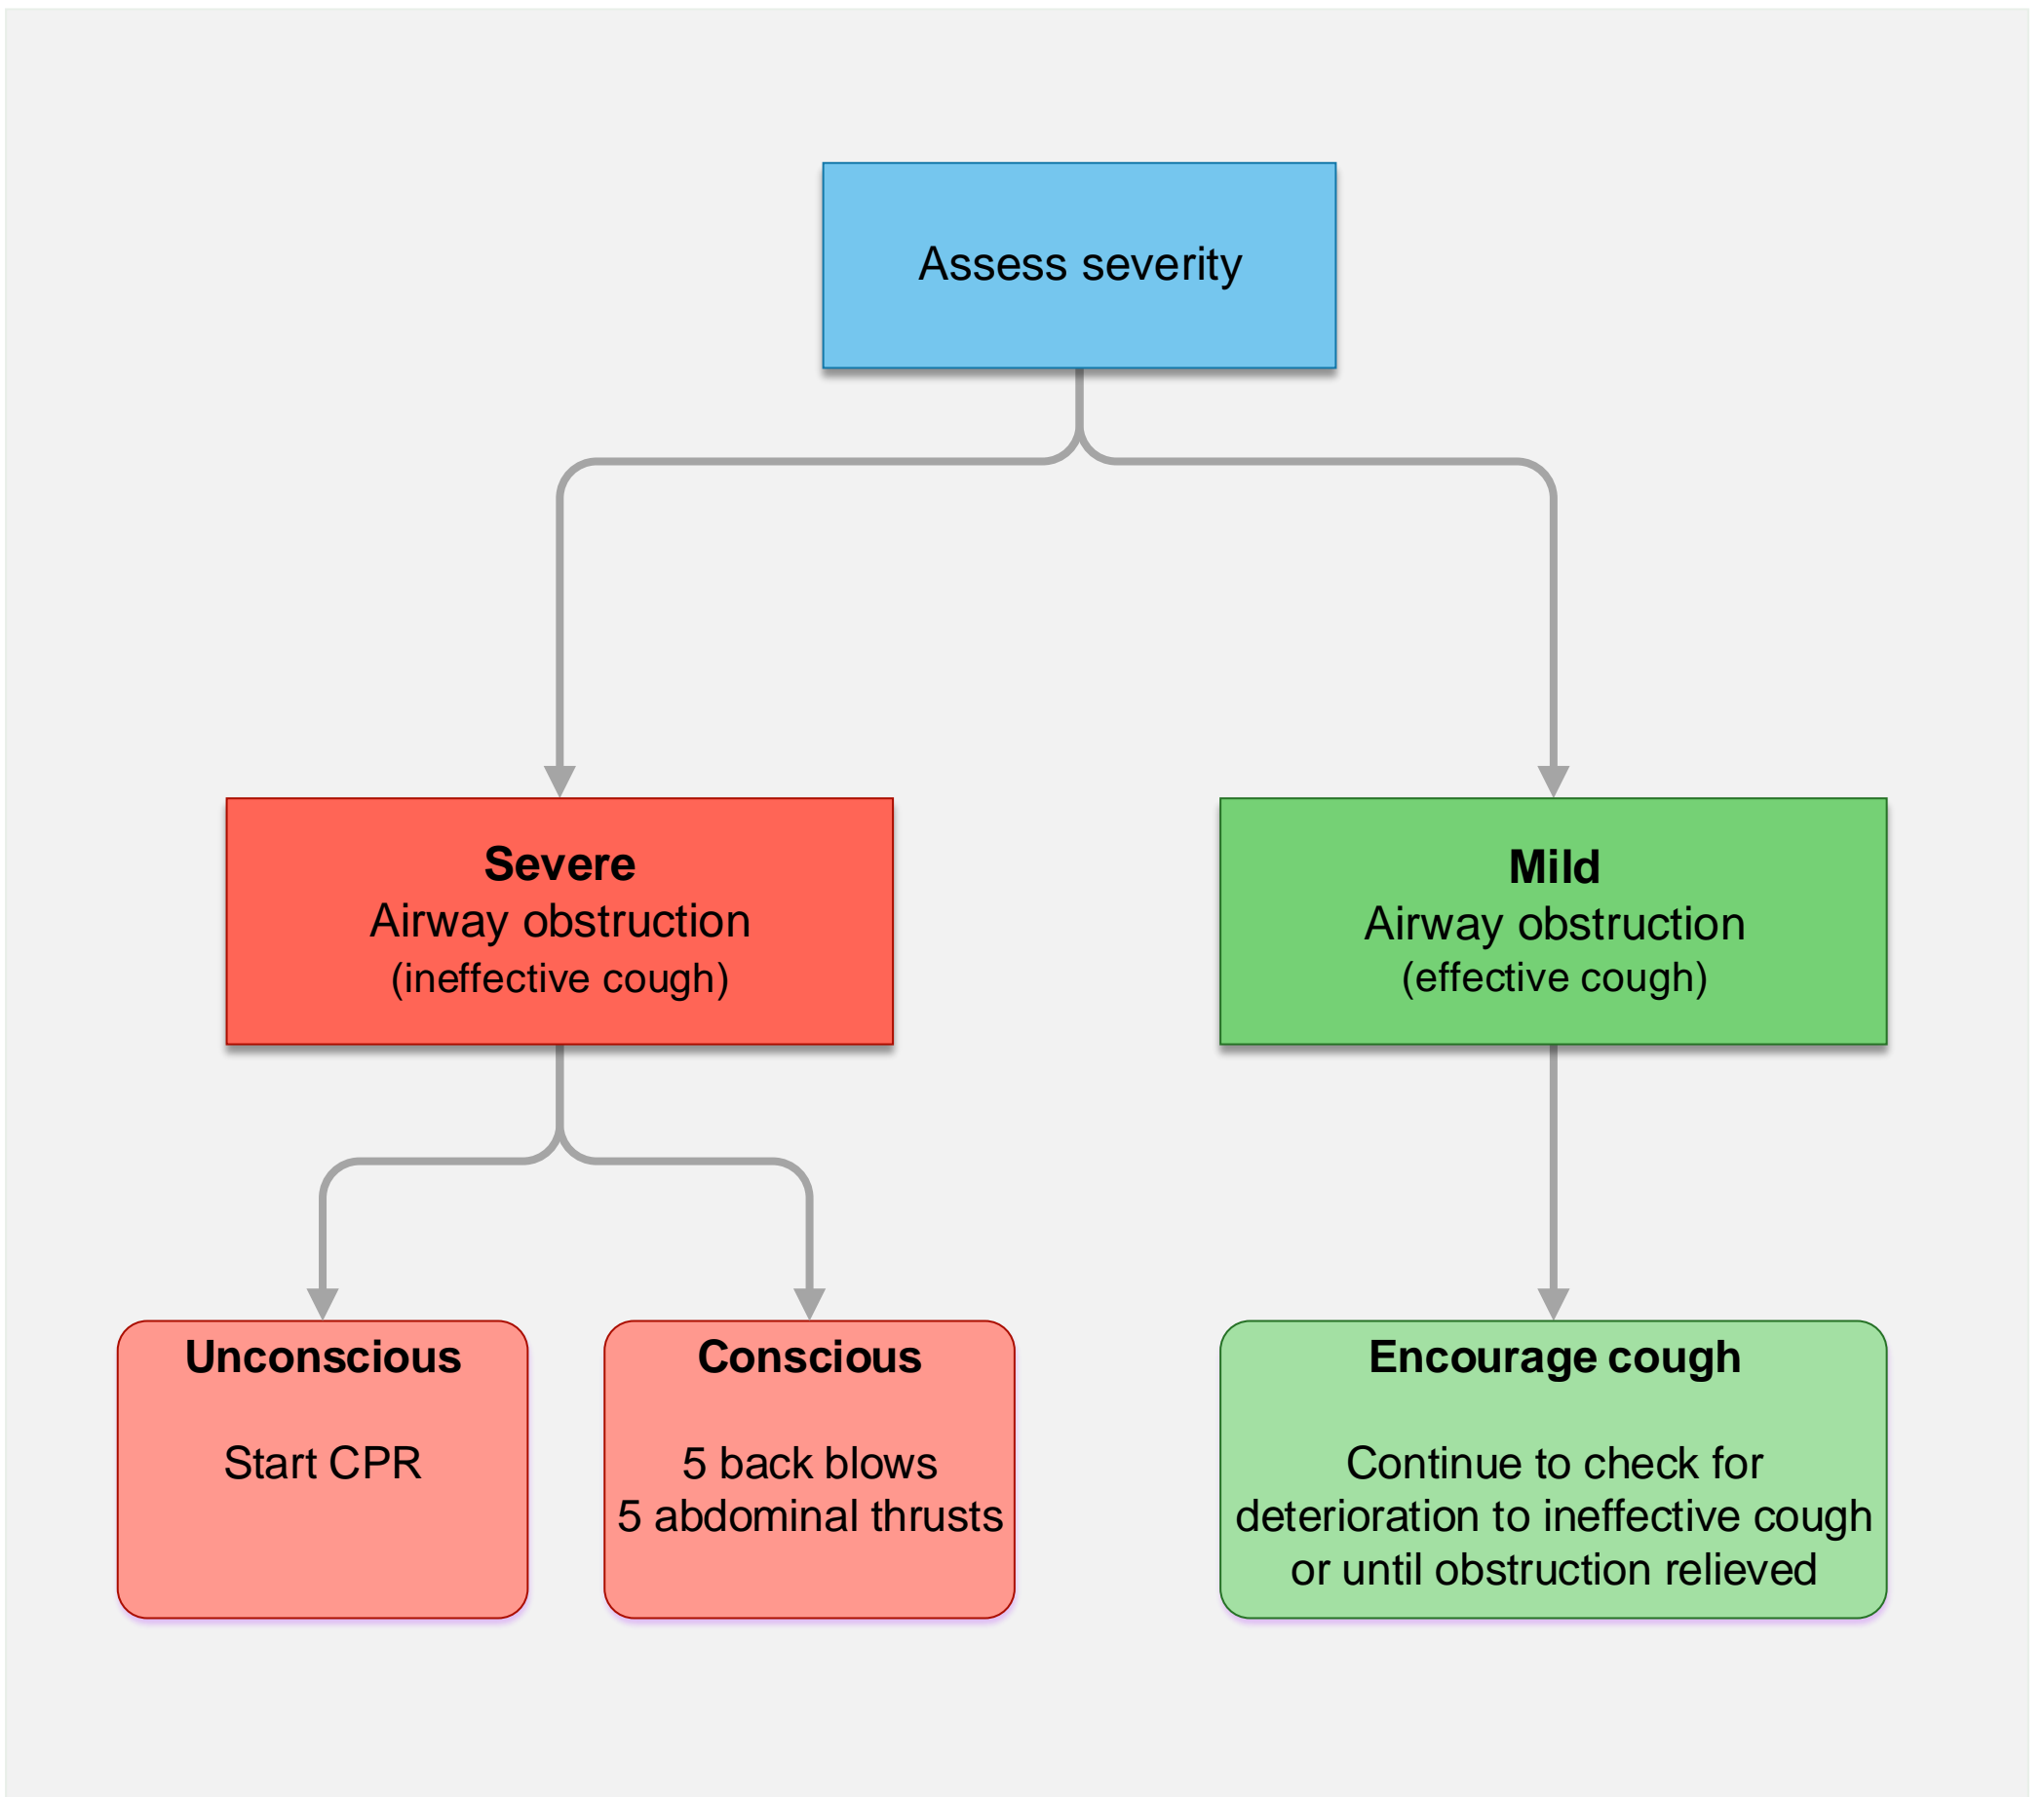 Assess severity
Severe
Airway obstruction
(ineffective cough)
Mild
Airway obstruction
(effective cough)
Unconscious
Start CPR
Conscious
5 back blows
5 abdominal thrusts
Encourage cough
Continue to check for
deterioration to ineffective cough
or until obstruction relieved